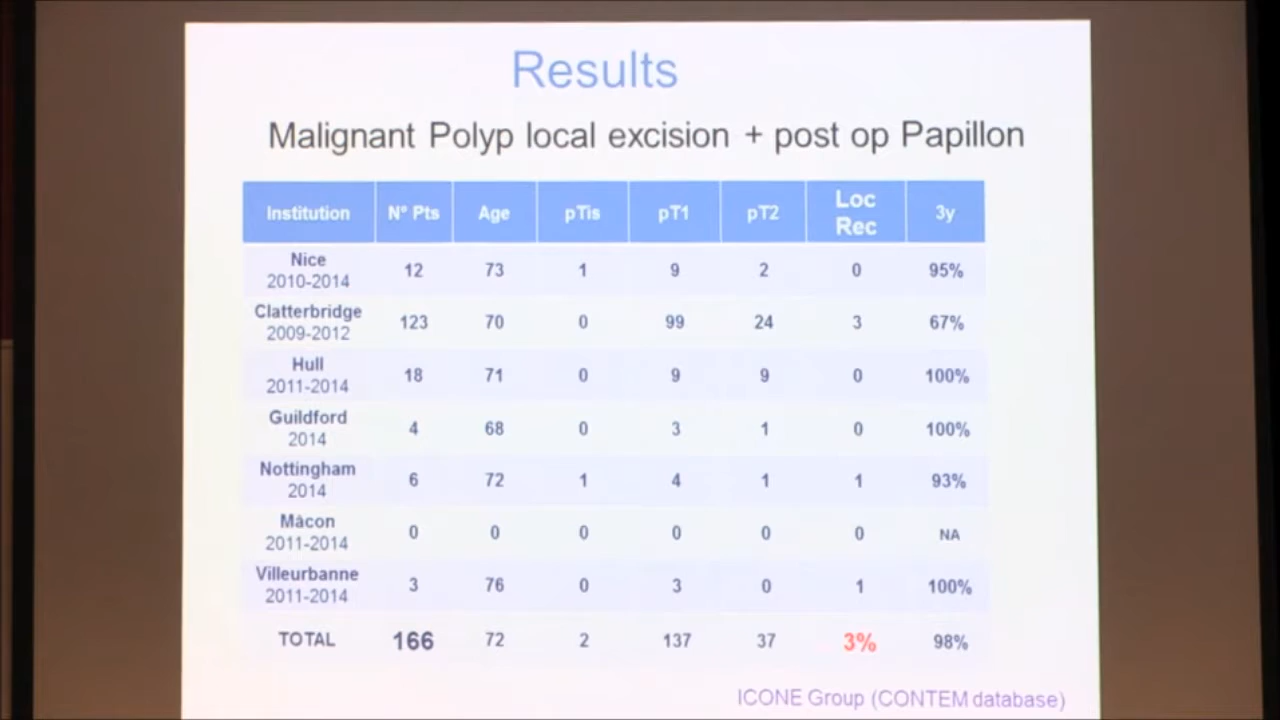 Results
Malignant Polyp local excision + post op Papillon
Institution N° Pts Age pTis pT1 pT2 Loc Rec 3y
Nice 2010-2014 12 73 1 9 2 0 95%
Clatterbridge 2009-2012 123 70 0 99 24 3 67%
Hull 2011-2014 18 71 0 9 9 0 100%
Guildford 2014 4 68 0 3 1 0 100%
Nottingham 2014 6 72 1 4 1 1 93%
Mâcon 2011-2014 0 0 0 0 0 0 NA
Villeurbanne 2011-2014 3 76 0 3 0 1 100%
TOTAL 166 72 2 137 37 3% 98%
ICONE Group (CONTEM database)